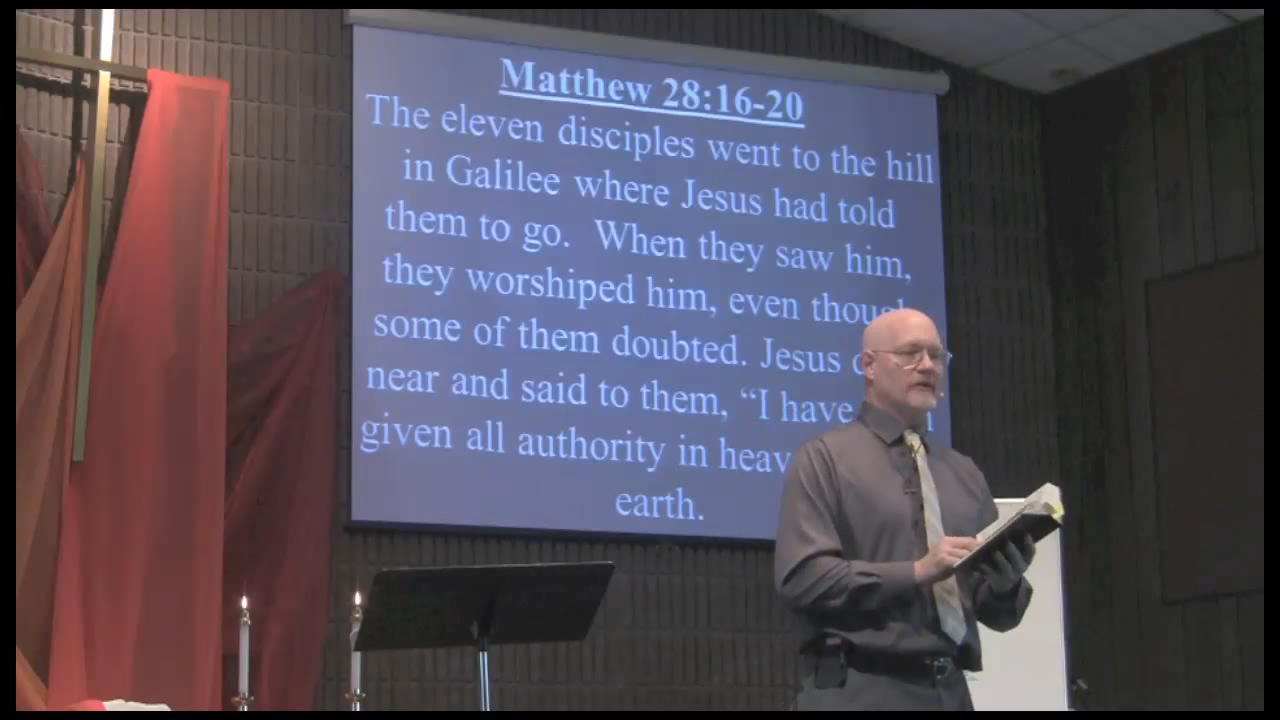 Matthew 28:16-20
The eleven disciples went to the hill
in Galilee where Jesus had told
them to go. When they saw him,
they worshiped him, even though
some of them doubted. Jesus
near and said to them, “I have
given all authority in
earth.